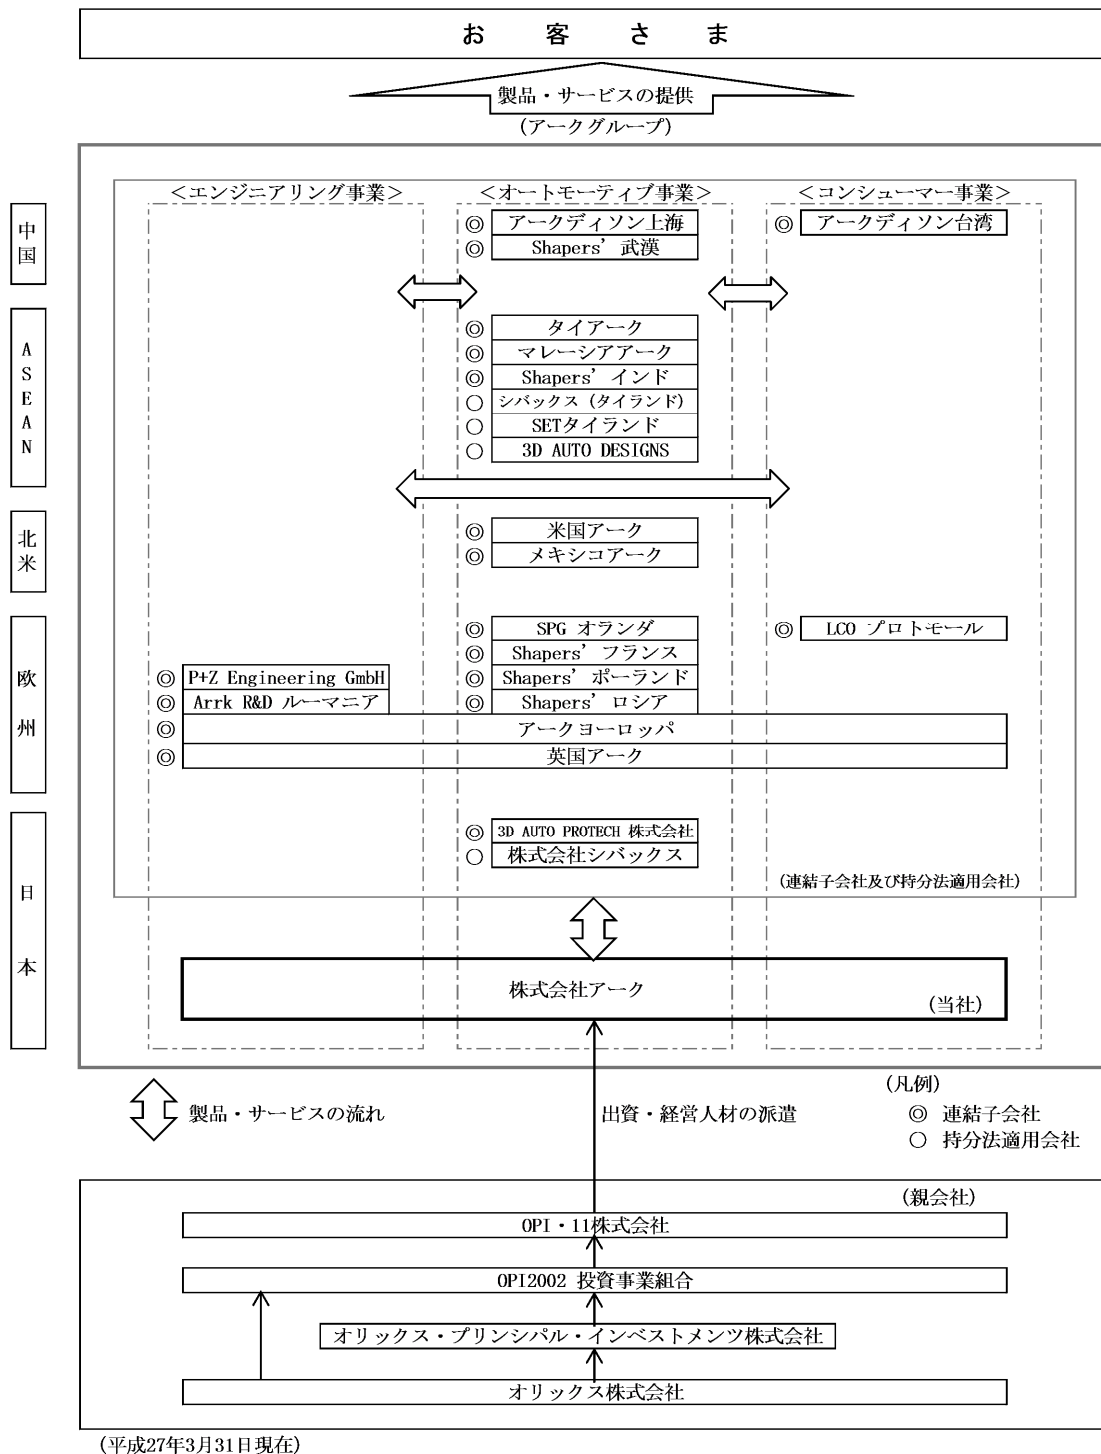 お客さま
製品・サービスの提供
(アークグループ)
<エンジニアリング事業>
<オートモーティブ事業>
<コンシューマー事業>
中国
◎ アークディソン上海
◎ アークディソン台湾
◎ Shapers' 武漢
ASEAN
◎ タイアーク
◎ マレーシアアーク
◎ Shapers' インド
○ シバックス (タイランド)
○ SETタイランド
○ 3D AUTO DESIGNS
北米
◎ 米国アーク
◎ メキシコアーク
欧州
◎ SPG オランダ
◎ LCO プロトモール
◎ Shapers' フランス
◎ P+Z Engineering GmbH
◎ Shapers' ポーランド
◎ Arrk R&D ルーマニア
◎ Shapers' ロシア
◎ アークヨーロッパ
◎ 英国アーク
日本
◎ 3D AUTO PROTECH 株式会社
○ 株式会社シバックス
(連結子会社及び持分法適用会社)
株式会社アーク
(当社)
製品・サービスの流れ
出資・経営人材の派遣
(凡例)
◎ 連結子会社
○ 持分法適用会社
(親会社)
OPI・11株式会社
OPI2002 投資事業組合
オリックス・プリンシパル・インベストメンツ株式会社
オリックス株式会社
(平成27年3月31日現在)